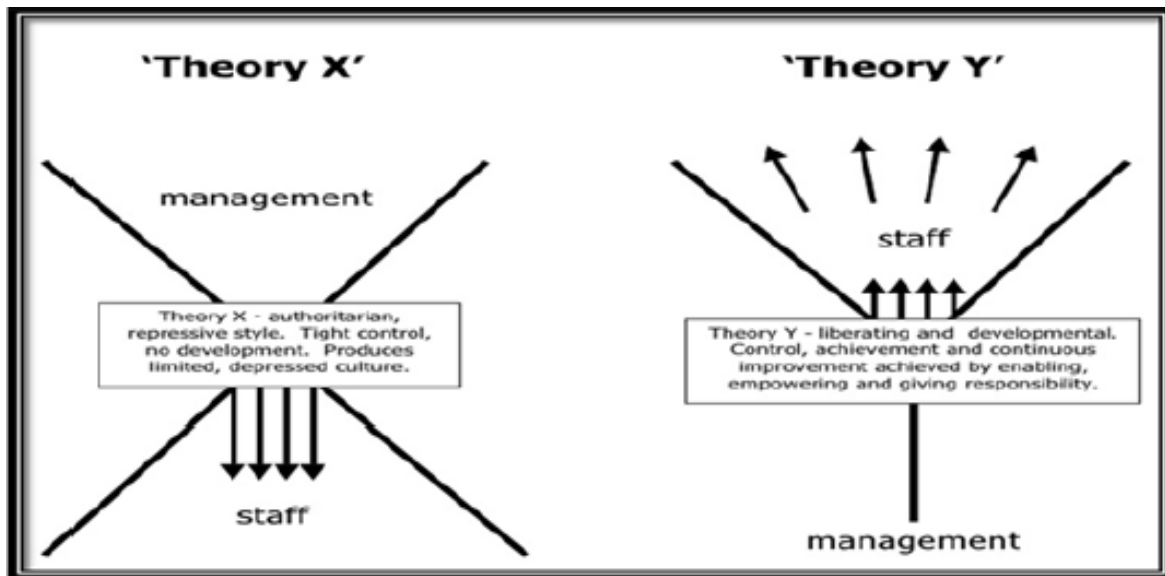 ‘Theory X’
management
Theory X - authoritarian,
repressive style. Tight control,
no development. Produces
limited, depressed culture.
staff
‘Theory Y’
staff
Theory Y - liberating and developmental.
Control, achievement and continuous
improvement achieved by enabling,
empowering and giving responsibility.
management